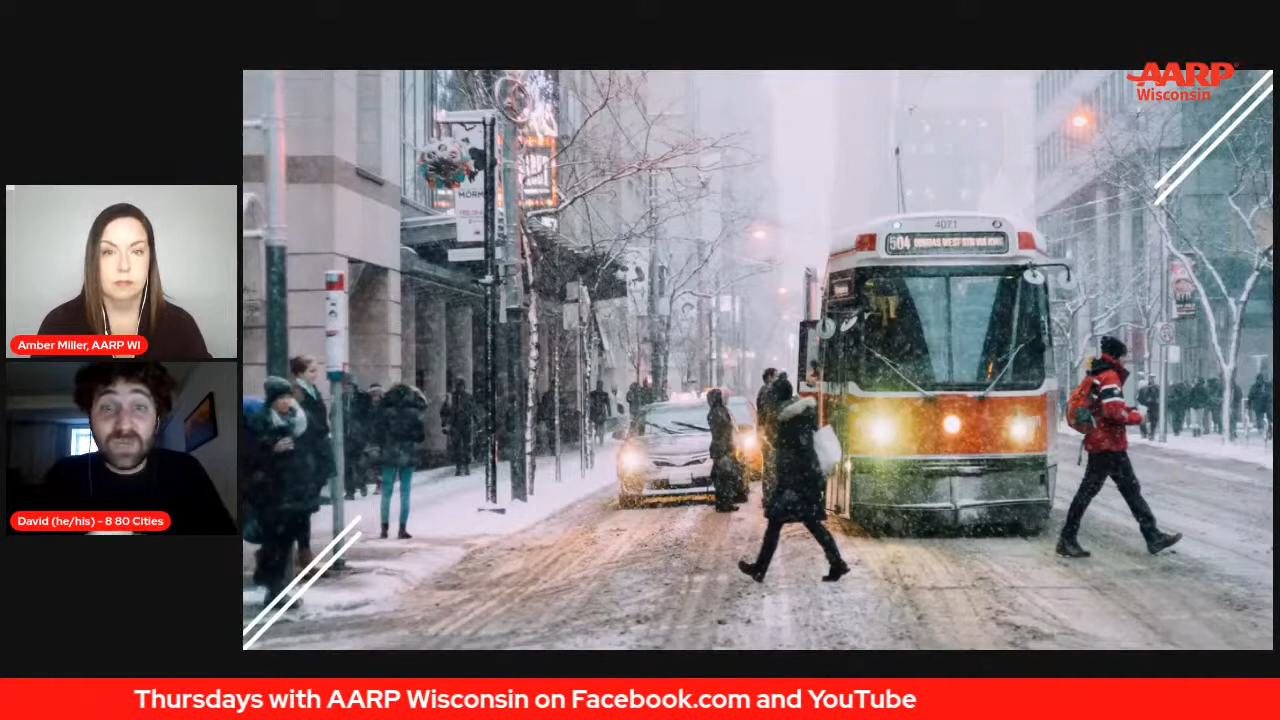 AARP
Wisconsin
4071
504 DUNDAS WEST STN VIA KING
Amber Miller, AARP WI
David (he/his) - 8 80 Cities
Thursdays with AARP Wisconsin on Facebook.com and YouTube